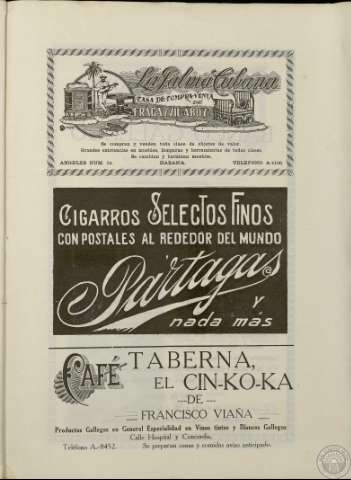 La Palma Cubana
CASA DE COMPRA-VENTA
DE
Se compran y venden toda clase de objetos de valor.
Grandes existencias en muebles, lámparas y herramientas de todas clases.
Se cambian y barnizan muebles.
ANGELES NUM. HABANA. TELEFONO A-
CIGARROS SELECTOS FINOS
CON POSTALES AL REDEDOR DEL MUNDO
Partagas
Y
nada más
CAFÉ TABERNA,
EL CIN-KO-KA
—DE—
FRANCISCO VIAÑA
Productos Gallegos en General Especialidad en Vinos tintos y Blancos Gallegos
Calle Hospital y Concordia,
Teléfono A.-8452. Se preparan cenas y comidas aviso anticipado.